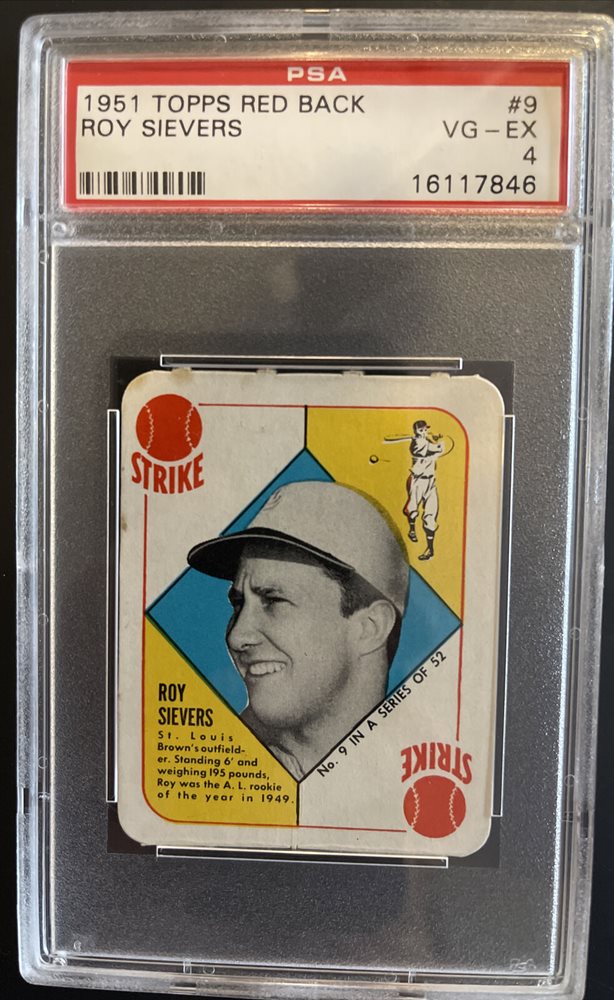 PSA
1951 TOPPS RED BACK #9
ROY SIEVERS VG-EX
4
16117846
STRIKE
ROY
SIEVERS
St. Louis
Brown's outfield-
er. Standing 6' and
weighing 195 pounds,
Roy was the A. L. rookie
of the year in 1949.
No. 9 IN A SERIES OF 52
STRIKE